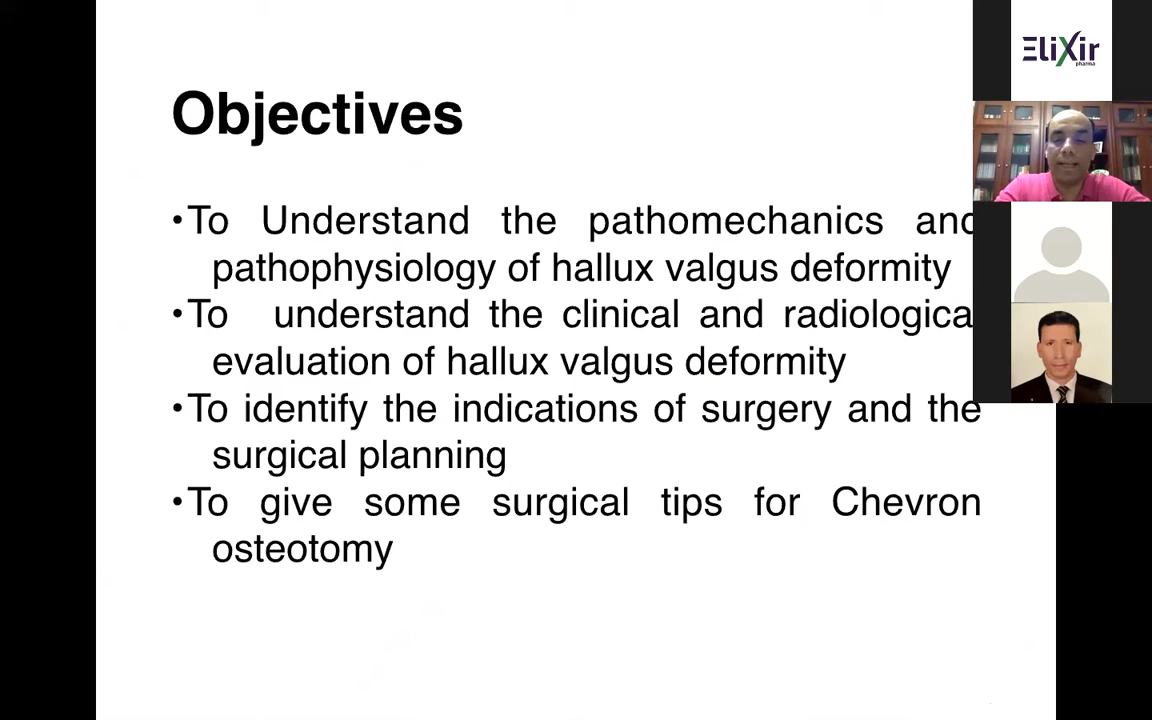 Objectives
•To Understand the pathomechanics and
pathophysiology of hallux valgus deformity
•To understand the clinical and radiological
evaluation of hallux valgus deformity
•To identify the indications of surgery and the
surgical planning
•To give some surgical tips for Chevron
osteotomy
EliXir
pharma